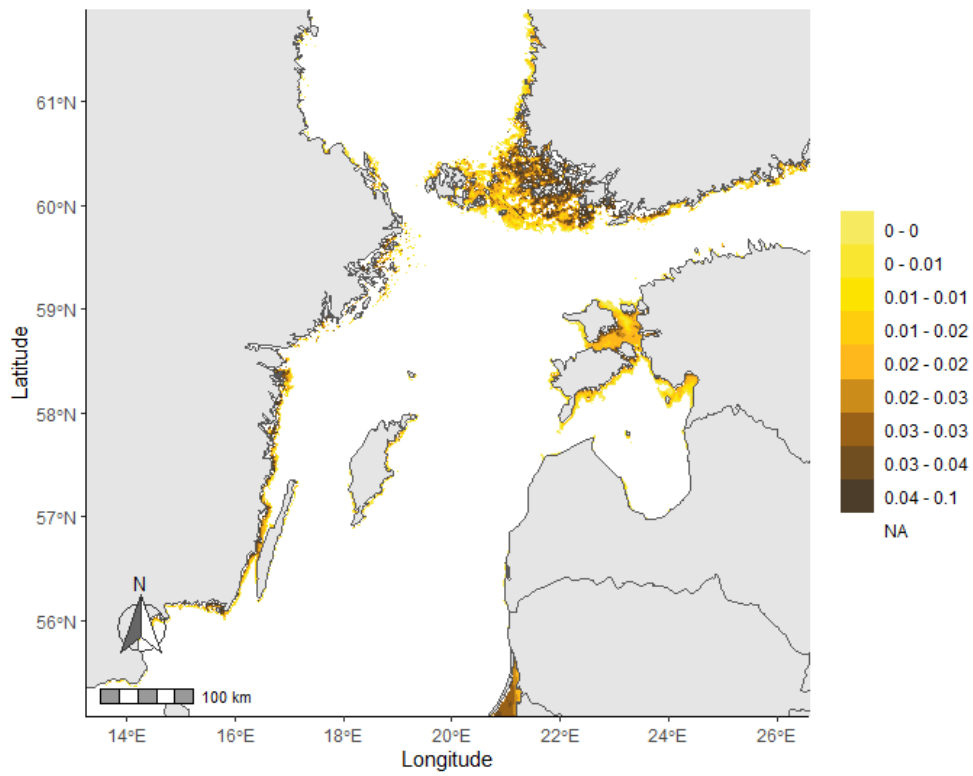 61°N
60°N
59°N
58°N
57°N
56°N
Latitude
N
100 km
14°E
16°E
18°E
20°E
22°E
24°E
26°E
Longitude
0 - 0
0 - 0.01
0.01 - 0.01
0.01 - 0.02
0.02 - 0.02
0.02 - 0.03
0.03 - 0.03
0.03 - 0.04
0.04 - 0.1
NA